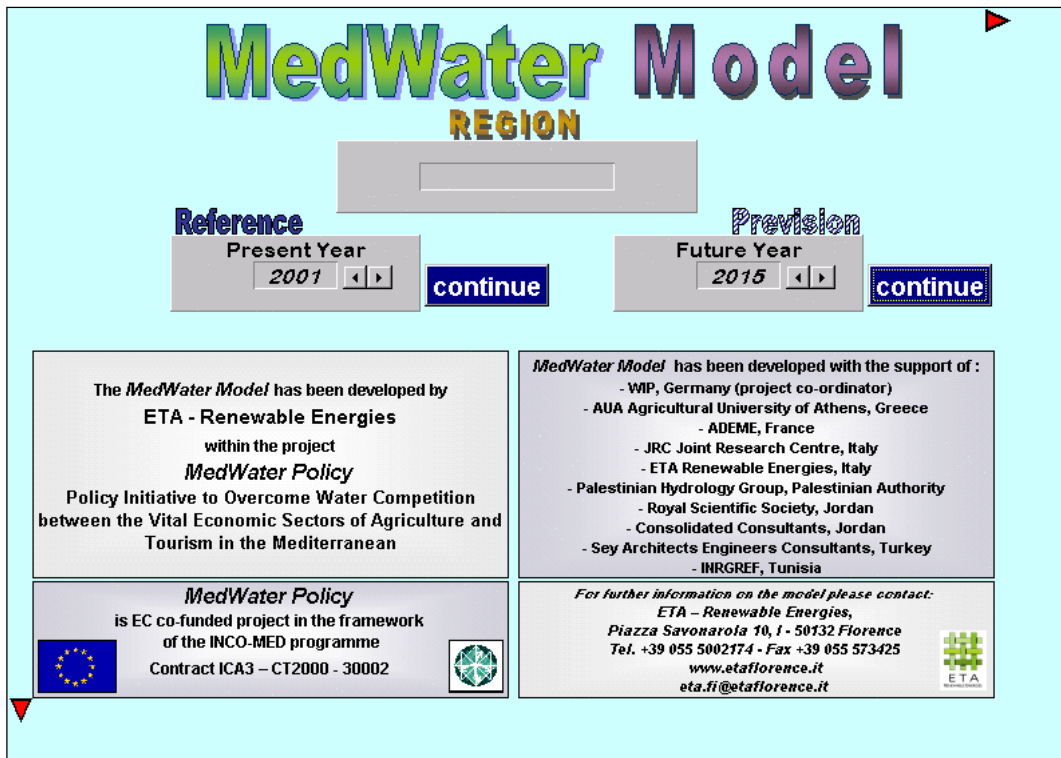 MedWater Model
REGION
Reference
Prevision
Present Year
2001
continue
Future Year
2015
continue
The MedWater Model has been developed by
ETA - Renewable Energies
within the project
MedWater Policy
Policy Initiative to Overcome Water Competition
between the Vital Economic Sectors of Agriculture and
Tourism in the Mediterranean
MedWater Model has been developed with the support of :
- WIP, Germany (project co-ordinator)
- AUA Agricultural University of Athens, Greece
- ADEME, France
- JRC Joint Research Centre, Italy
- ETA Renewable Energies, Italy
- Palestinian Hydrology Group, Palestinian Authority
- Royal Scientific Society, Jordan
- Consolidated Consultants, Jordan
- Sey Architects Engineers Consultants, Turkey
- INRGREF, Tunisia
MedWater Policy
is EC co-funded project in the framework
of the INCO-MED programme
Contract ICA3 – CT2000 - 30002
For further information on the model please contact:
ETA – Renewable Energies,
Piazza Savonarola 10, I - 50132 Florence
Tel. +39 055 5002174 - Fax +39 055 573425
www.etaflorence.it
eta.fi@etaflorence.it
ETA
RENEWABLE ENERGIES